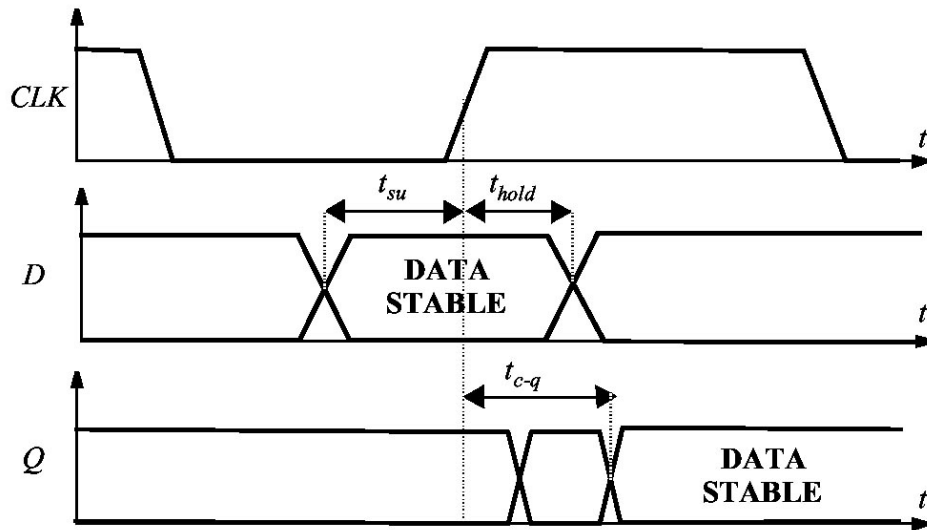 CLK
t
t_su
t_hold
D
DATA
STABLE
t
t_c-q
Q
DATA
STABLE
t